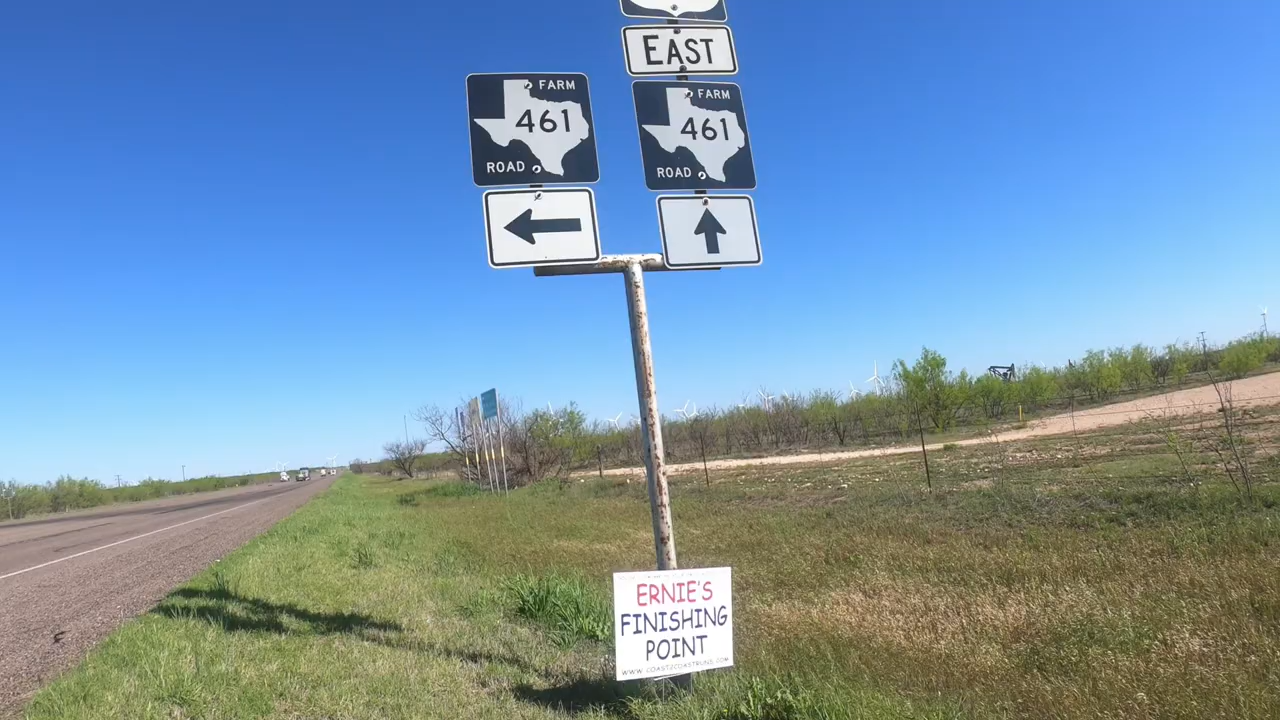 EAST
FARM
461
ROAD
FARM
461
ROAD
ERNIE'S
FINISHING
POINT